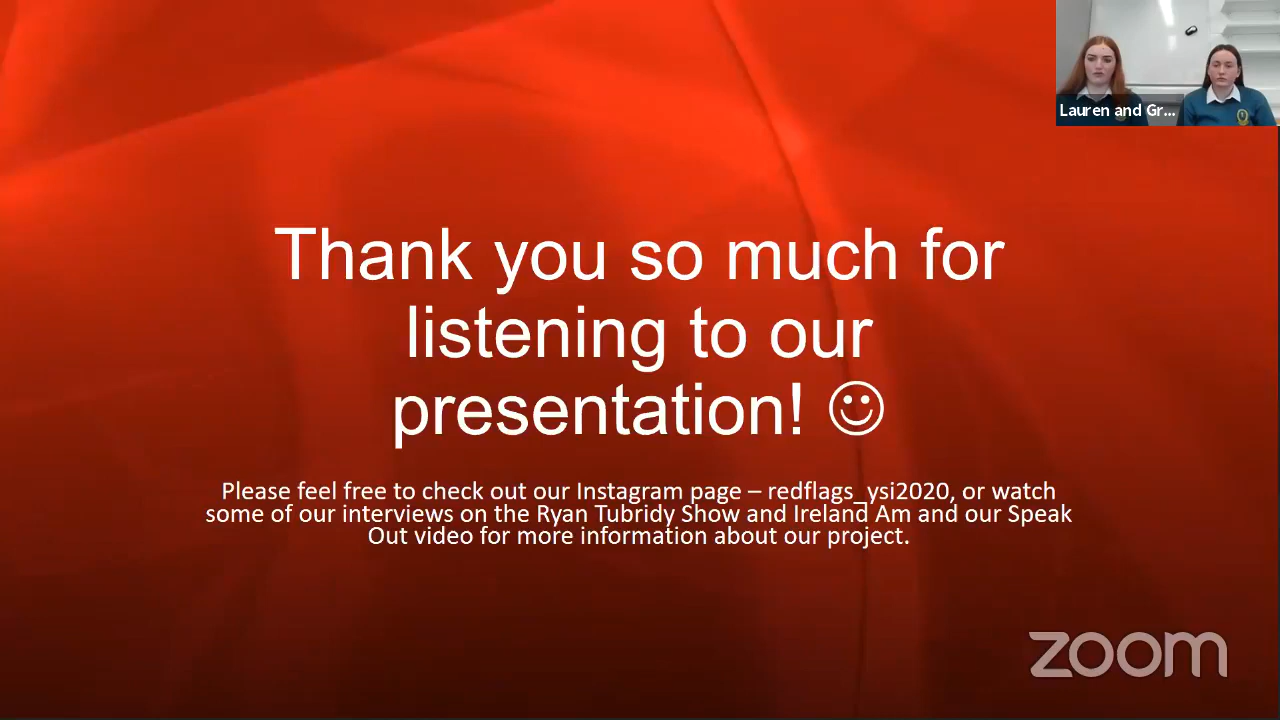 Lauren and Gr...
Thank you so much for
listening to our
presentation! ☺
Please feel free to check out our Instagram page – redflags_ysi2020, or watch
some of our interviews on the Ryan Tubridy Show and Ireland Am and our Speak
Out video for more information about our project.
zoom